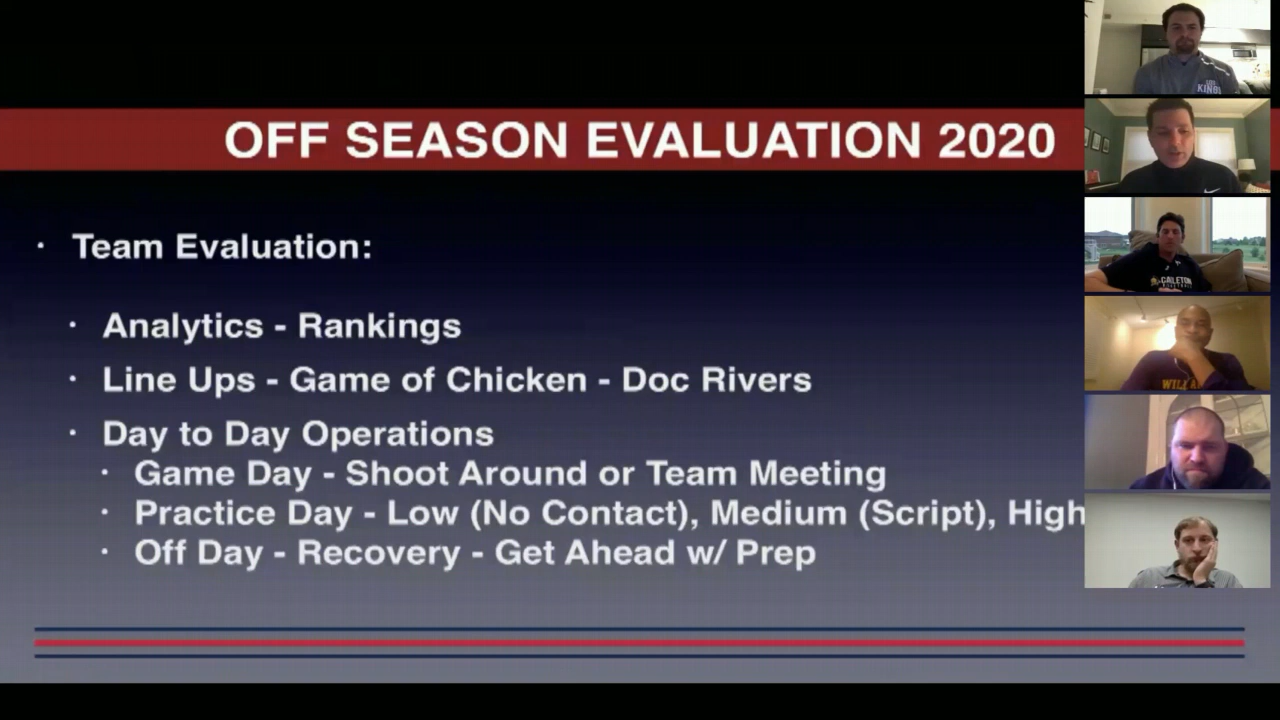 OFF SEASON EVALUATION 2020
· Team Evaluation:
· Analytics - Rankings
· Line Ups - Game of Chicken - Doc Rivers
· Day to Day Operations
· Game Day - Shoot Around or Team Meeting
· Practice Day - Low (No Contact), Medium (Script), High
· Off Day - Recovery - Get Ahead w/ Prep
KING